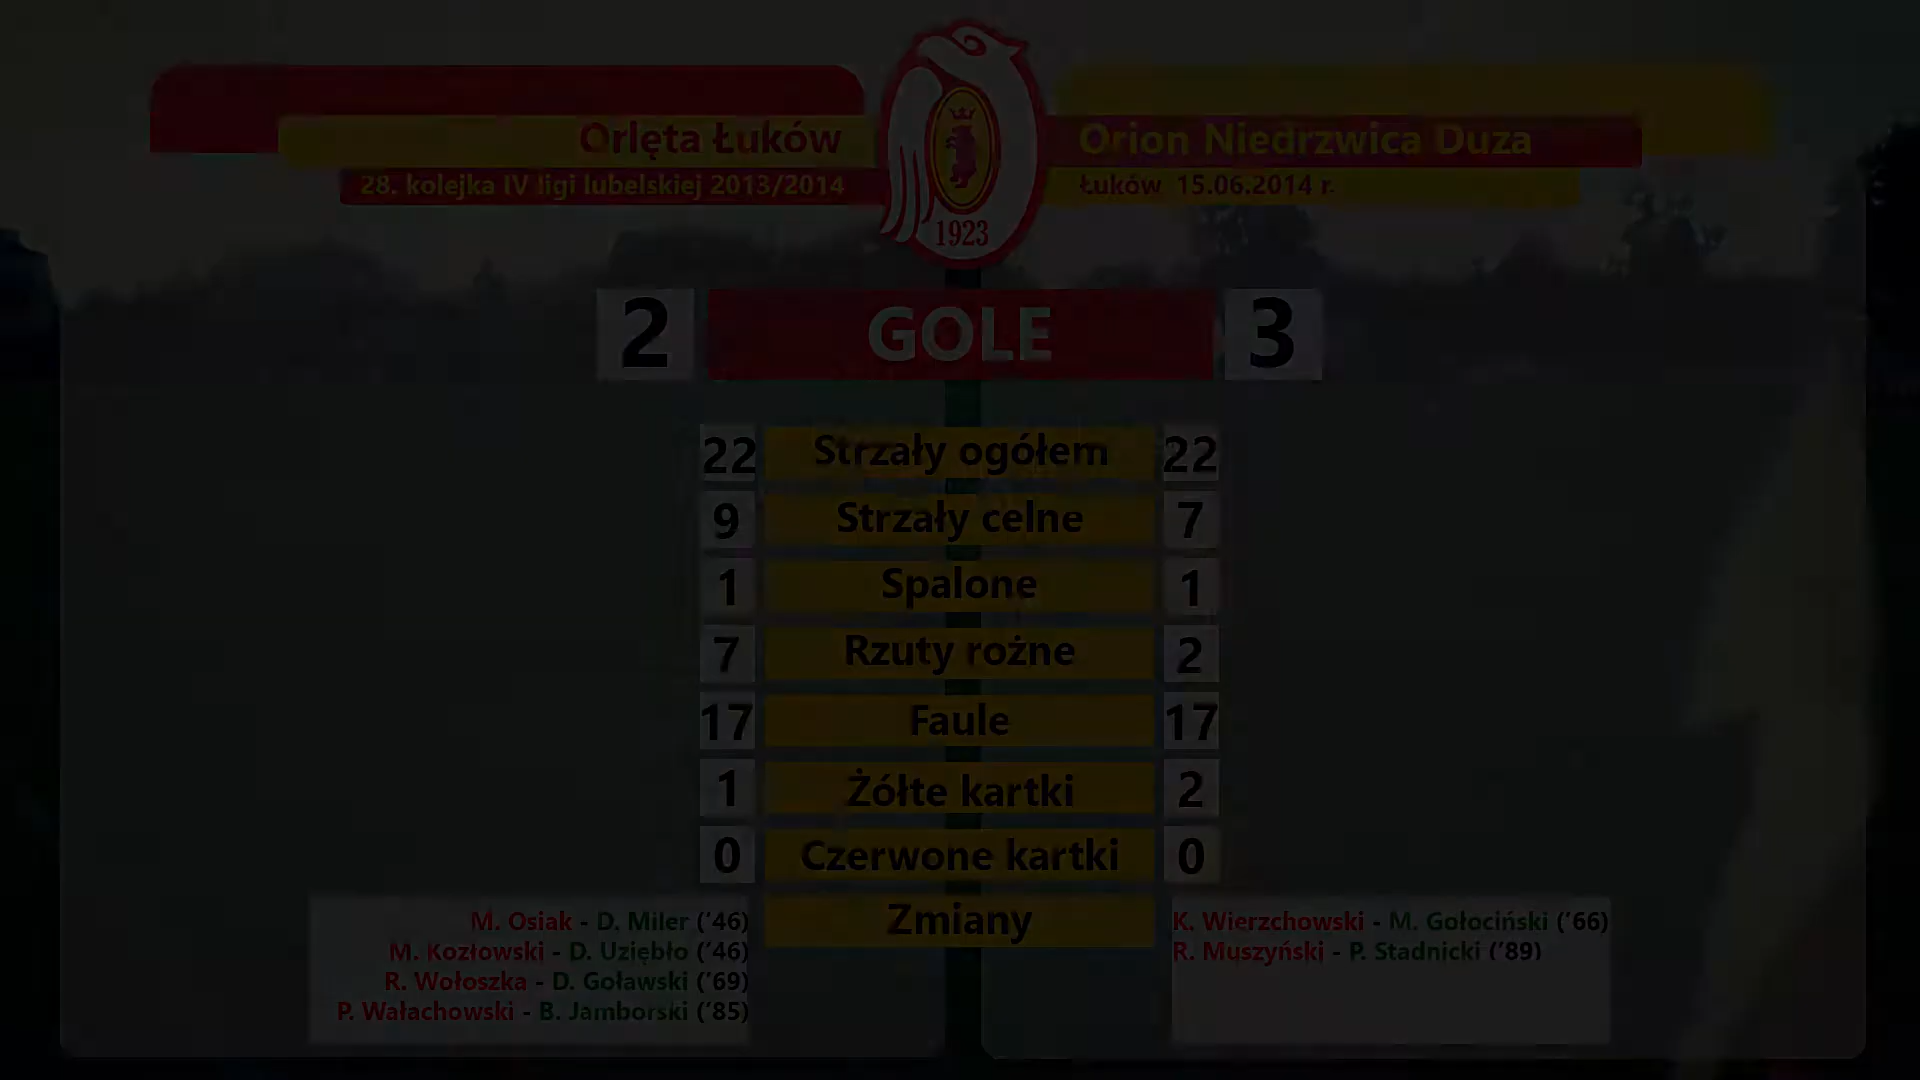 Orlęta Łuków
Orion Niedrzwica Duza
28. kolejka IV ligi lubelskiej 2013/2014
Łuków 15.06.2014 r.
1923
2 GOLE 3
22 Strzały ogółem 22
9 Strzały celne 7
1 Spalone 1
7 Rzuty rożne 2
17 Faule 17
1 Żółte kartki 2
0 Czerwone kartki 0
Zmiany
M. Osiak - D. Miler (’46)
M. Kozłowski - D. Uziębło (’46)
R. Wołoszka - D. Goławski (’69)
P. Wałachowski - B. Jamborski (’85)
K. Wierzchowski - M. Gołociński (’66)
R. Muszyński - P. Stadnicki (’89)